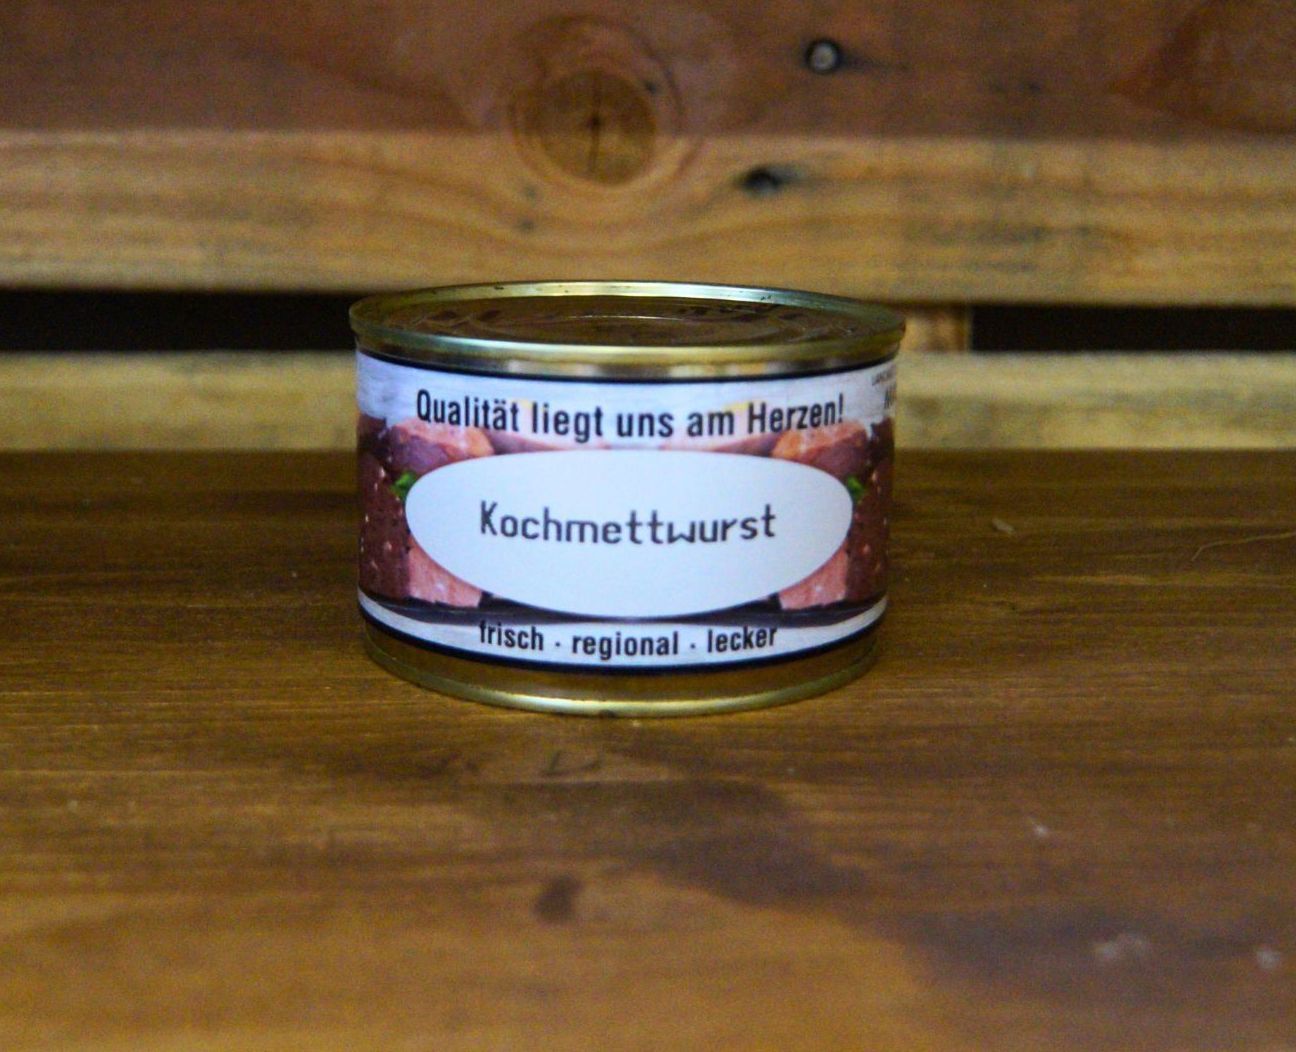 Qualität liegt uns am Herzen!
Kochmettwurst
frisch · regional · lecker